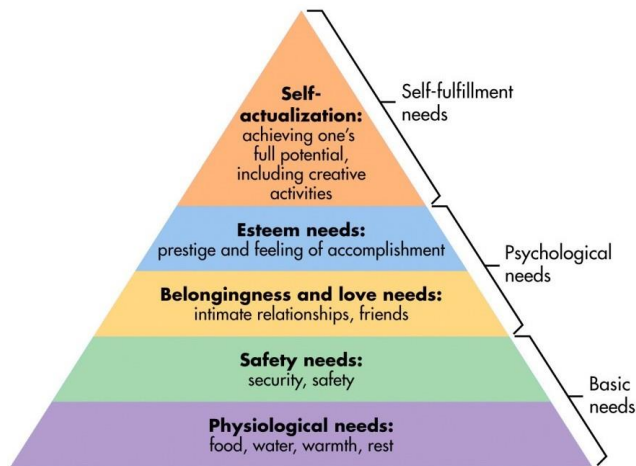 Self-
actualization:
achieving one's
full potential,
including creative
activities
Self-fulfillment
needs
Esteem needs:
prestige and feeling of accomplishment
Belongingness and love needs:
intimate relationships, friends
Psychological
needs
Safety needs:
security, safety
Physiological needs:
food, water, warmth, rest
Basic
needs